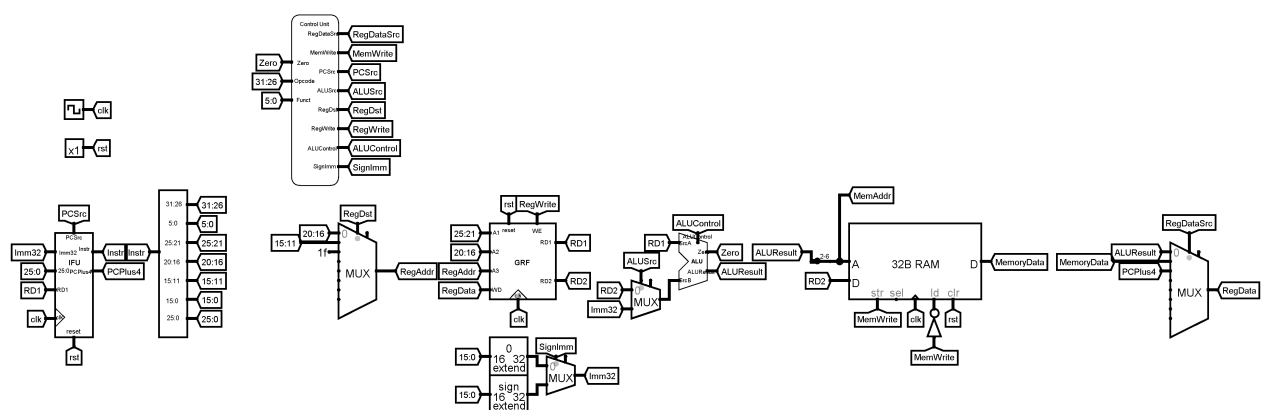 Control Unit
RegDataSrc
RegDataSrc
MemWrite
MemWrite
Zero
Zero
PCSrc
PCSrc
31:26
Opcode
ALUSrc
ALUSrc
5:0
Funct
RegDst
RegDst
RegWrite
RegWrite
ALUControl
ALUControl
SignImm
SignImm
clk
x1
rst
PCSrc
PCSrc
Imm32
Imm32
Instr
Instr
Instr
IFU
25:0
25:0
PCPlus4
PCPlus4
RD1
RD1
clk
clk
reset
rst
31:26
31:26
5:0
5:0
25:21
25:21
20:16
20:16
15:11
15:11
15:0
15:0
25:0
25:0
RegDst
20:16
0
15:11
1f
MUX
RegAddr
rst
RegWrite
reset
WE
25:21
A1
RD1
RD1
20:16
A2
GRF
RegAddr
A3
RD2
RD2
RegData
WD
clk
clk
15:0
0
16 32
extend
15:0
sign
16 32
extend
SignImm
0
MUX
Imm32
ALUControl
ALUControl
RD1
SrcA
Zero
ALU
ALUResult
ALUResult
SrcB
ALUSrc
RD2
0
Imm32
MUX
MemAddr
ALUResult
2-6
A
32B RAM
D
MemoryData
RD2
D
str
sel
ld
clr
MemWrite
clk
rst
MemWrite
RegDataSrc
ALUResult
0
MemoryData
PCPlus4
MUX
RegData